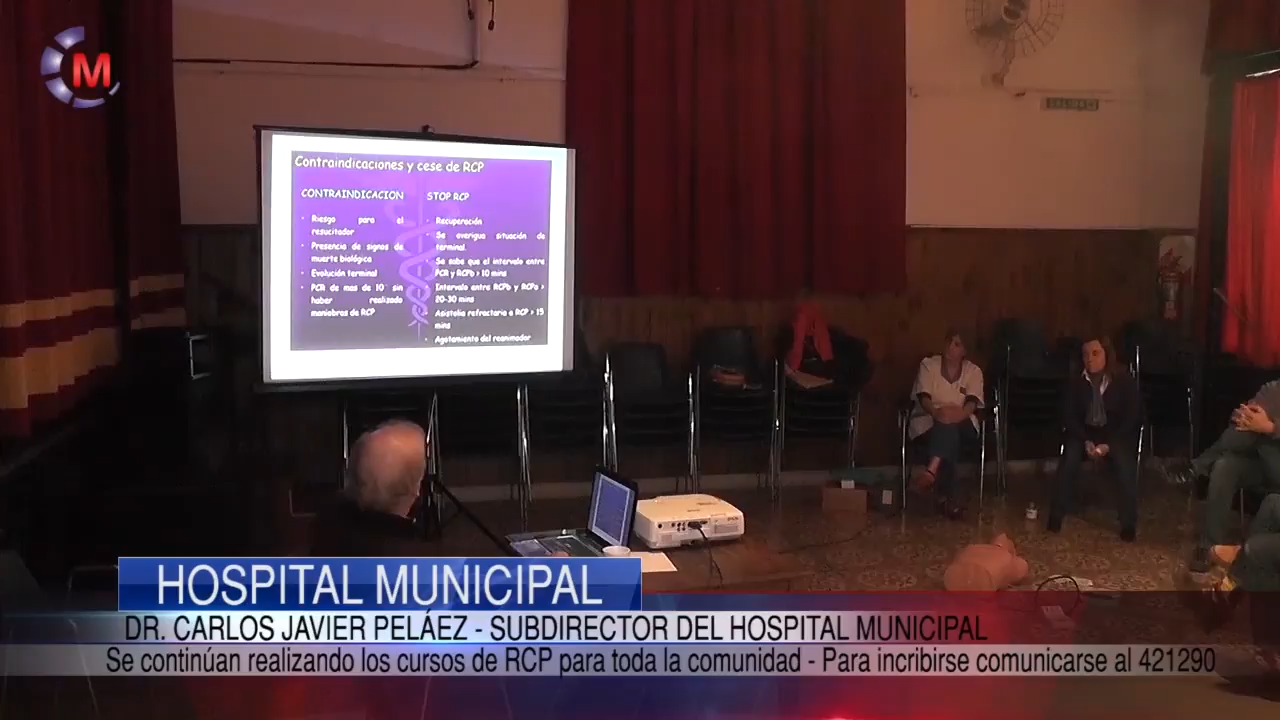 M
SALIDA
Contraindicaciones y cese de RCP
CONTRAINDICACION
• Riesgo para el
resucitador
• Presencia de signos de
muerte biológica
• Evolución terminal
• PCR de mas de 10 sin
haber realizado
maniobras de RCP
STOP RCP
• Recuperación
• Se averigua situación de
terminal.
• Se sabe que el intervalo entre
PCR y RCPb > 10 mins
• Intervalo entre RCPb y RCPa >
20-30 mins
• Asistolia refractaria a RCP > 15
mins
• Agotamiento del reanimador
HOSPITAL MUNICIPAL
DR. CARLOS JAVIER PELÁEZ - SUBDIRECTOR DEL HOSPITAL MUNICIPAL
Se continúan realizando los cursos de RCP para toda la comunidad - Para incribirse comunicarse al 421290